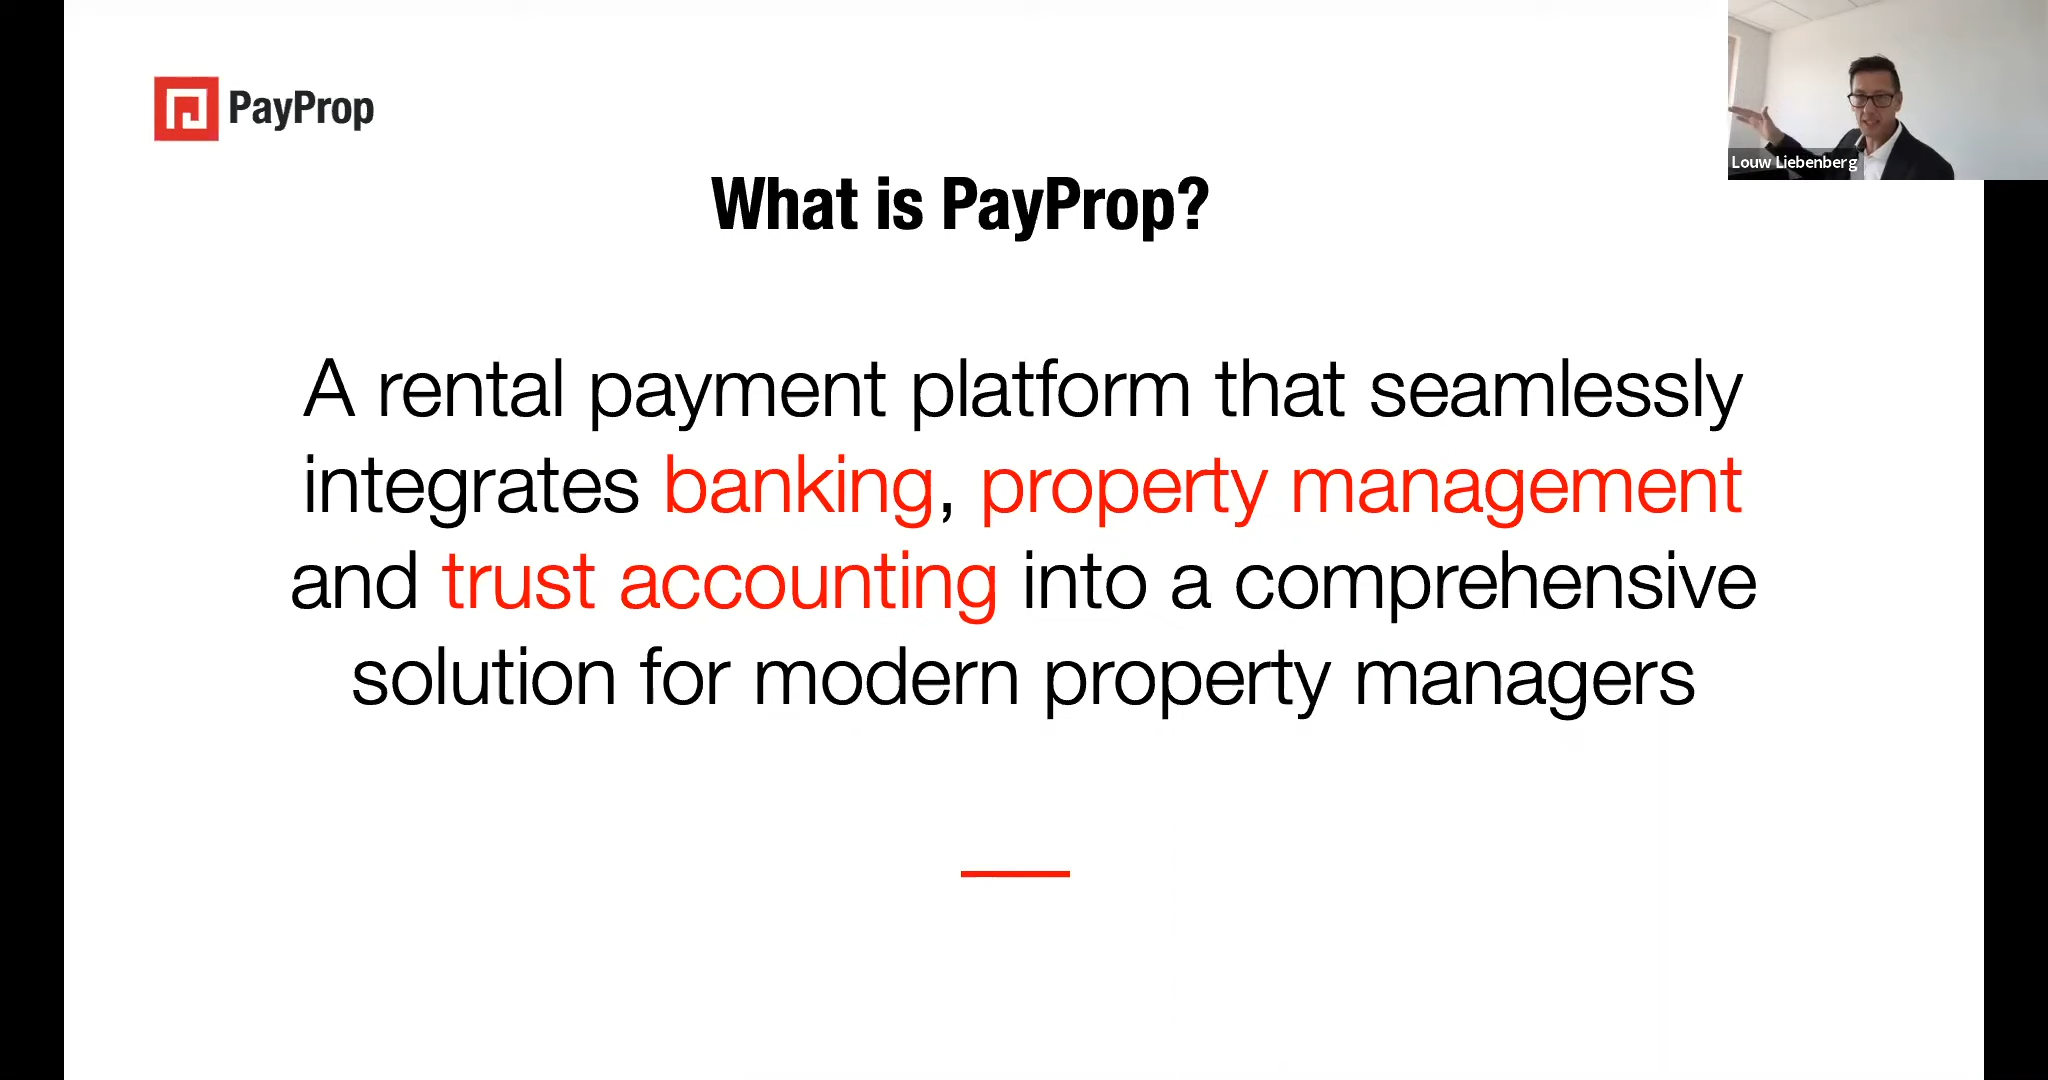 PayProp
Louw Liebenberg
What is PayProp?
A rental payment platform that seamlessly
integrates banking, property management
and trust accounting into a comprehensive
solution for modern property managers